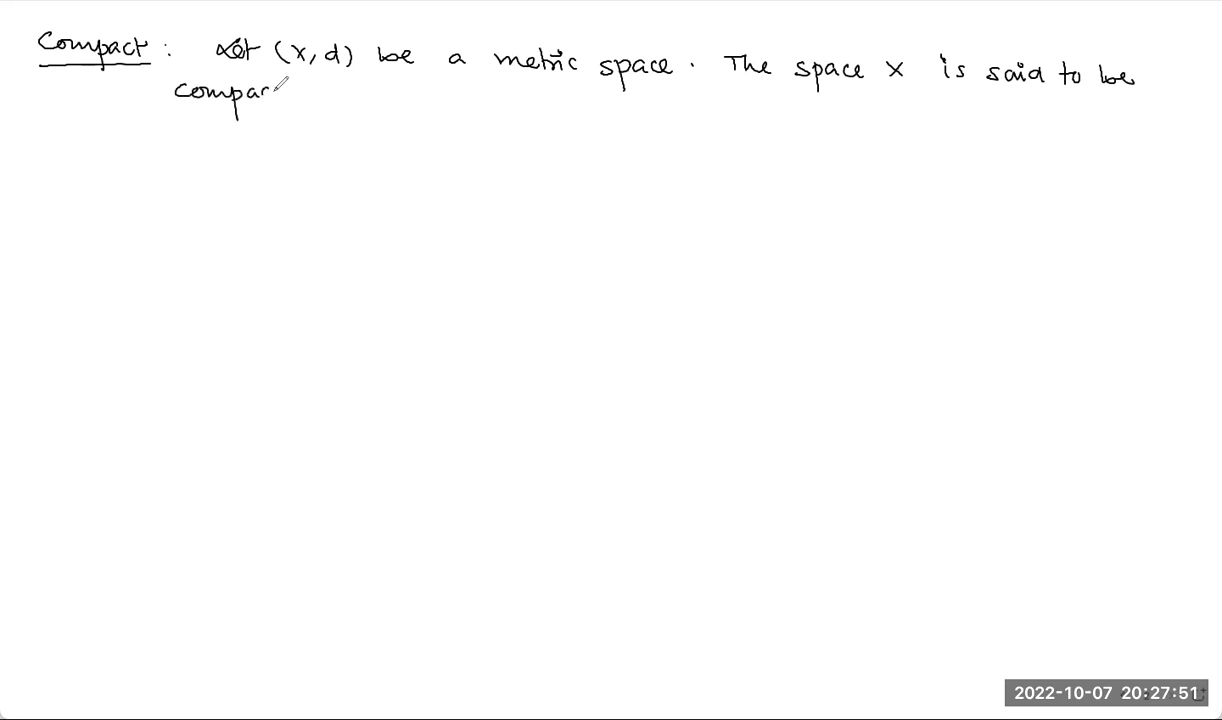 Compact : Let (X, d) be a metric space. The space X is said to be
compac
2022-10-07 20:27:51